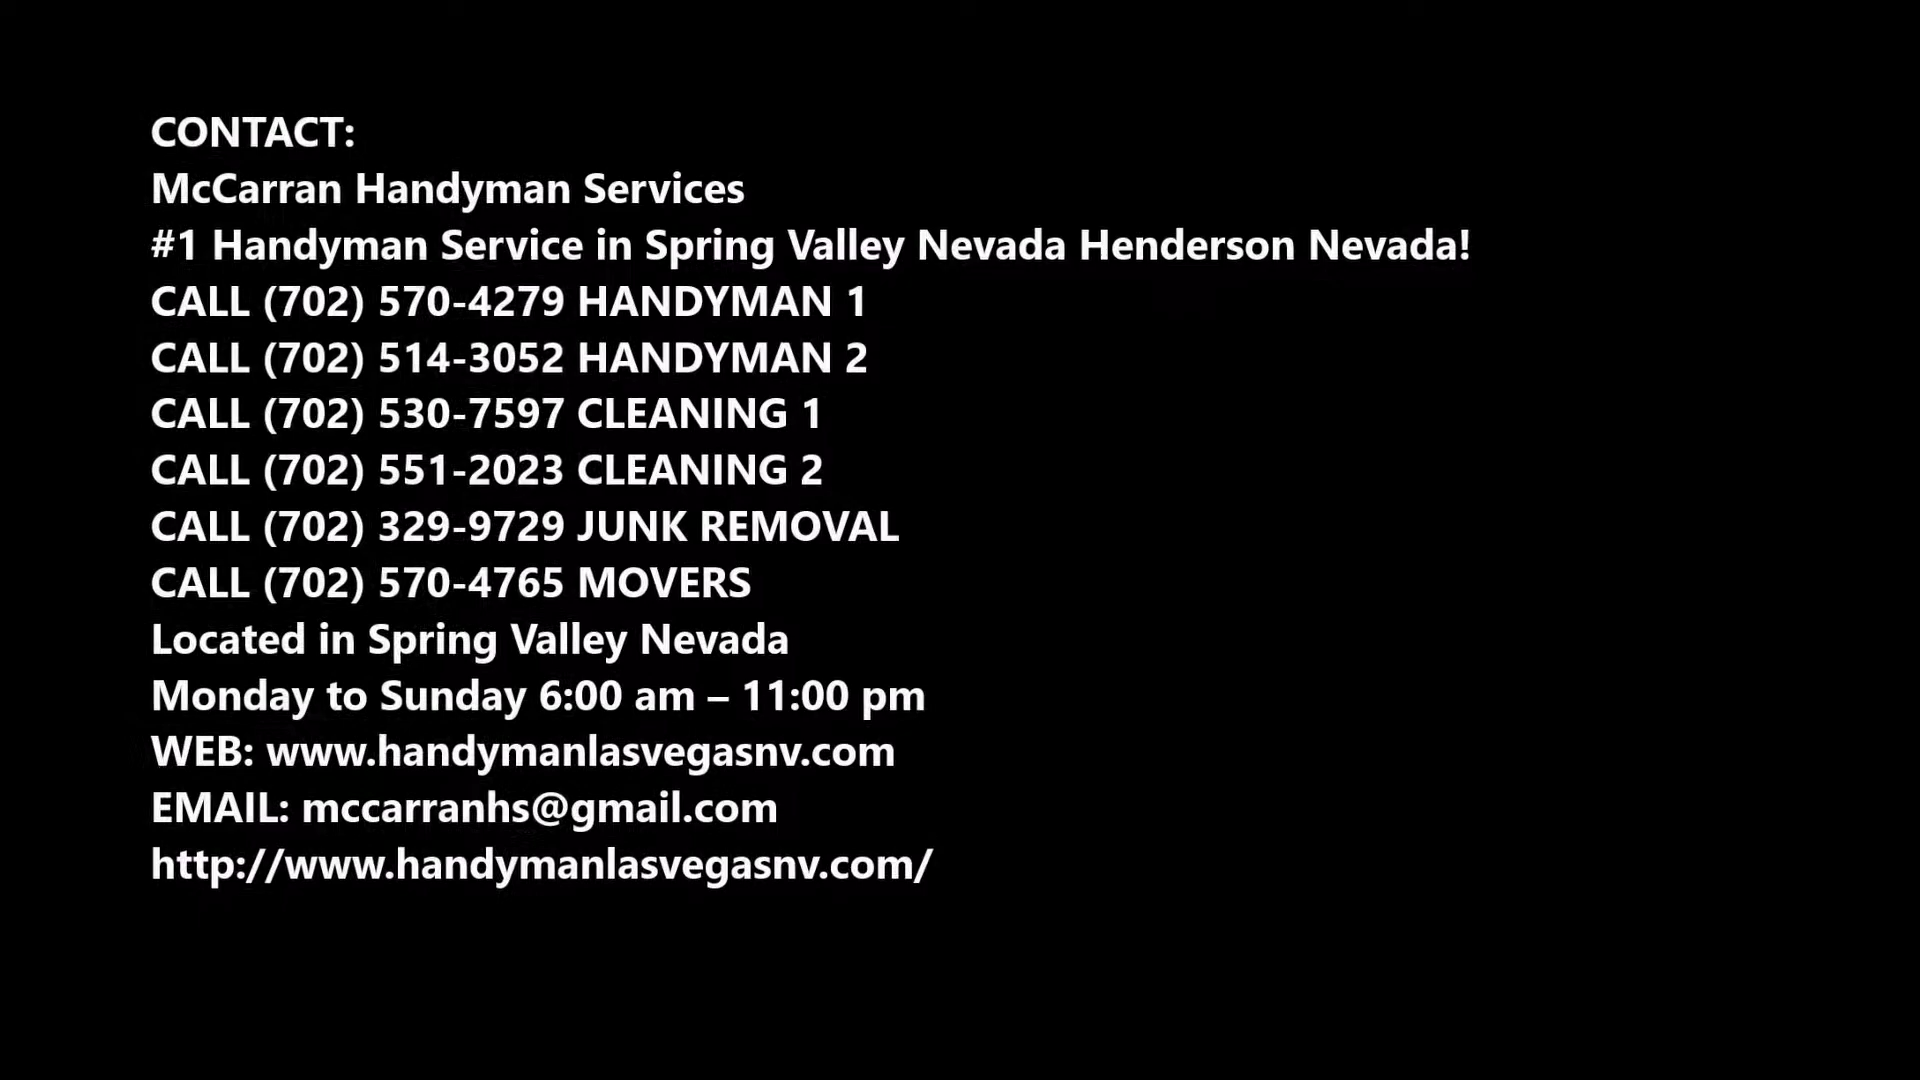 CONTACT:
McCarran Handyman Services
#1 Handyman Service in Spring Valley Nevada Henderson Nevada!
CALL (702) 570-4279 HANDYMAN 1
CALL (702) 514-3052 HANDYMAN 2
CALL (702) 530-7597 CLEANING 1
CALL (702) 551-2023 CLEANING 2
CALL (702) 329-9729 JUNK REMOVAL
CALL (702) 570-4765 MOVERS
Located in Spring Valley Nevada
Monday to Sunday 6:00 am – 11:00 pm
WEB: www.handymanlasvegasnv.com
EMAIL: mccarranhs@gmail.com
http://www.handymanlasvegasnv.com/